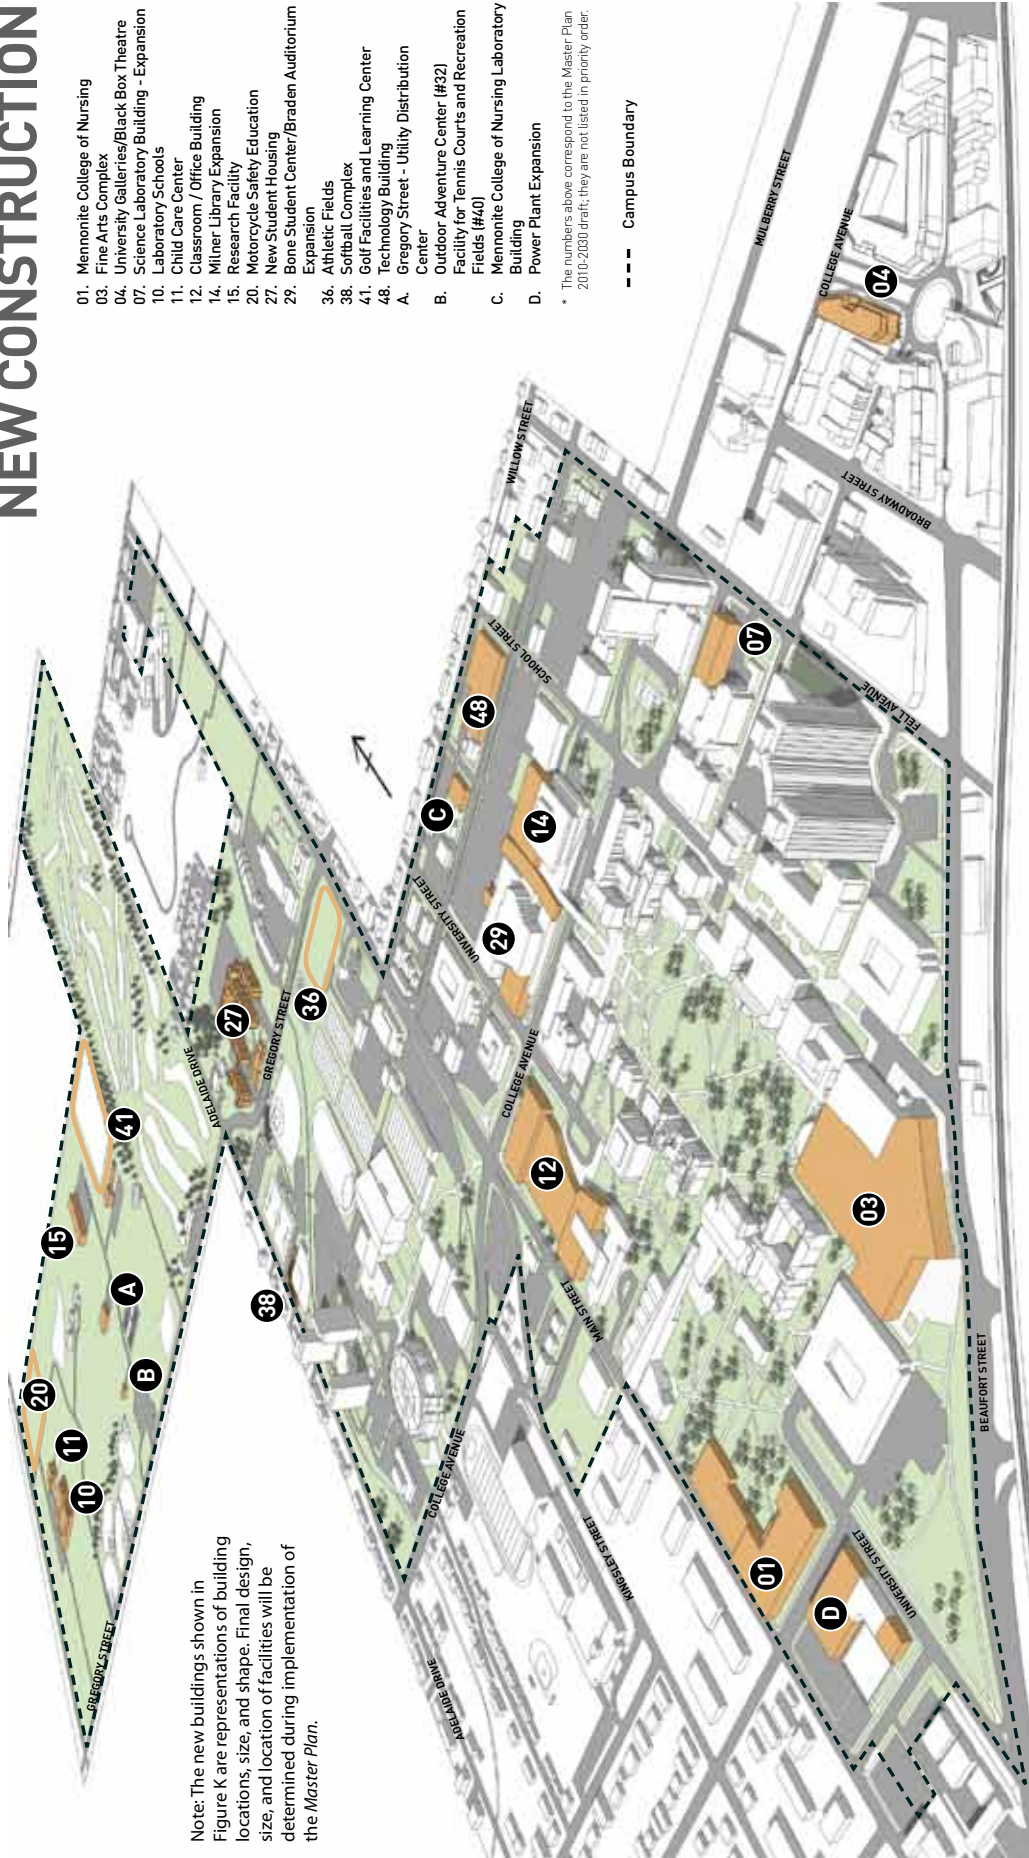 NEW CONSTRUCTION
01. Mennonite College of Nursing
03. Fine Arts Complex
04. University Galleries/Black Box Theatre
07. Science Laboratory Building - Expansion
10. Laboratory Schools
11. Child Care Center
12. Classroom / Office Building
14. Milner Library Expansion
15. Research Facility
20. Motorcycle Safety Education
27. New Student Housing
29. Bone Student Center/Braden Auditorium
Expansion
36. Athletic Fields
38. Softball Complex
41. Golf Facilities and Learning Center
48. Technology Building
A. Gregory Street - Utility Distribution
Center
B. Outdoor Adventure Center (#32)
Facility for Tennis Courts and Recreation
Fields (#40)
C. Mennonite College of Nursing Laboratory
Building
D. Power Plant Expansion
* The numbers above correspond to the Master Plan
2010-2030 draft; they are not listed in priority order.
Campus Boundary
Note: The new buildings shown in
Figure K are representations of building
locations, size, and shape. Final design,
size, and location of facilities will be
determined during implementation of
the Master Plan.
GREGORY STREET
10
11
20
B
A
15
41
ADELAIDE DRIVE
27
GREGORY STREET
36
38
COLLEGE AVENUE
ADELAIDE DRIVE
KINGSLEY STREET
MAIN STREET
12
COLLEGE AVENUE
29
UNIVERSITY STREET
C
14
48
SCHOOL STREET
WILLOW STREET
07
FELL AVENUE
MULBERRY STREET
COLLEGE AVENUE
04
BROADWAY STREET
01
D
UNIVERSITY STREET
03
BEAUFORT STREET